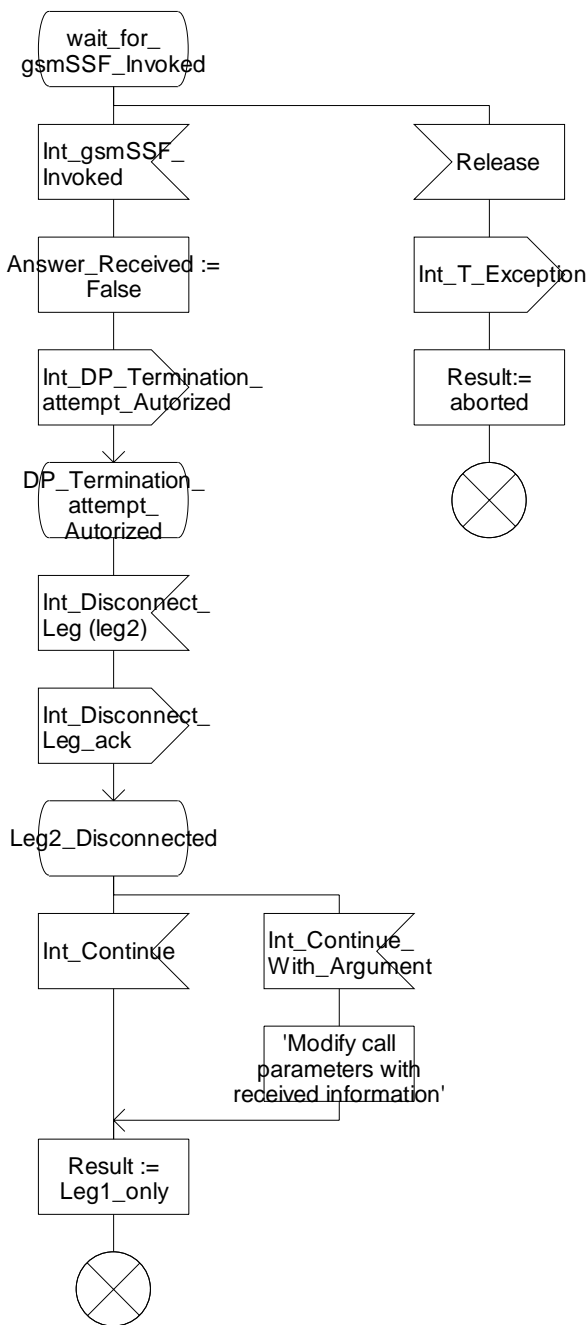 wait_for_
gsmSSF_Invoked
Int_gsmSSF_
Invoked
Release
Answer_Received :=
False
Int_T_Exception
Int_DP_Termination_
attempt_Autorized
Result:=
aborted
DP_Termination_
attempt_
Autorized
Int_Disconnect_
Leg (leg2)
Int_Disconnect_
Leg_ack
Leg2_Disconnected
Int_Continue
Int_Continue_
With_Argument
'Modify call
parameters with
received information'
Result :=
Leg1_only